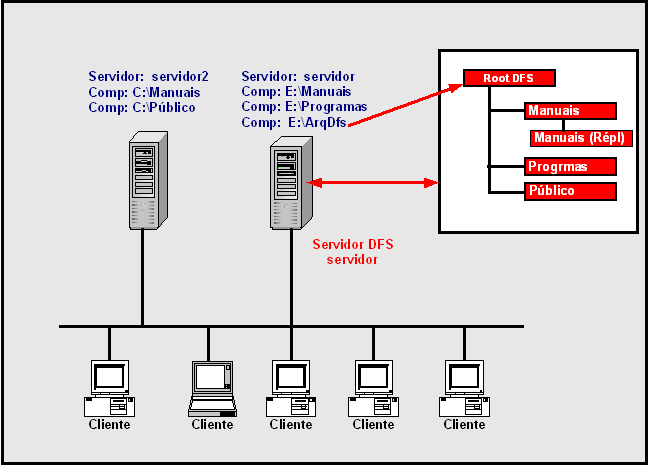 Servidor: servidor2
Comp: C:\Manuais
Comp: C:\Público
Servidor: servidor
Comp: E:\Manuais
Comp: E:\Programas
Comp: E:\ArqDfs
Root DFS
Manuais
Manuais (Répl)
Progrmas
Público
Servidor DFS
servidor
Cliente
Cliente
Cliente
Cliente
Cliente